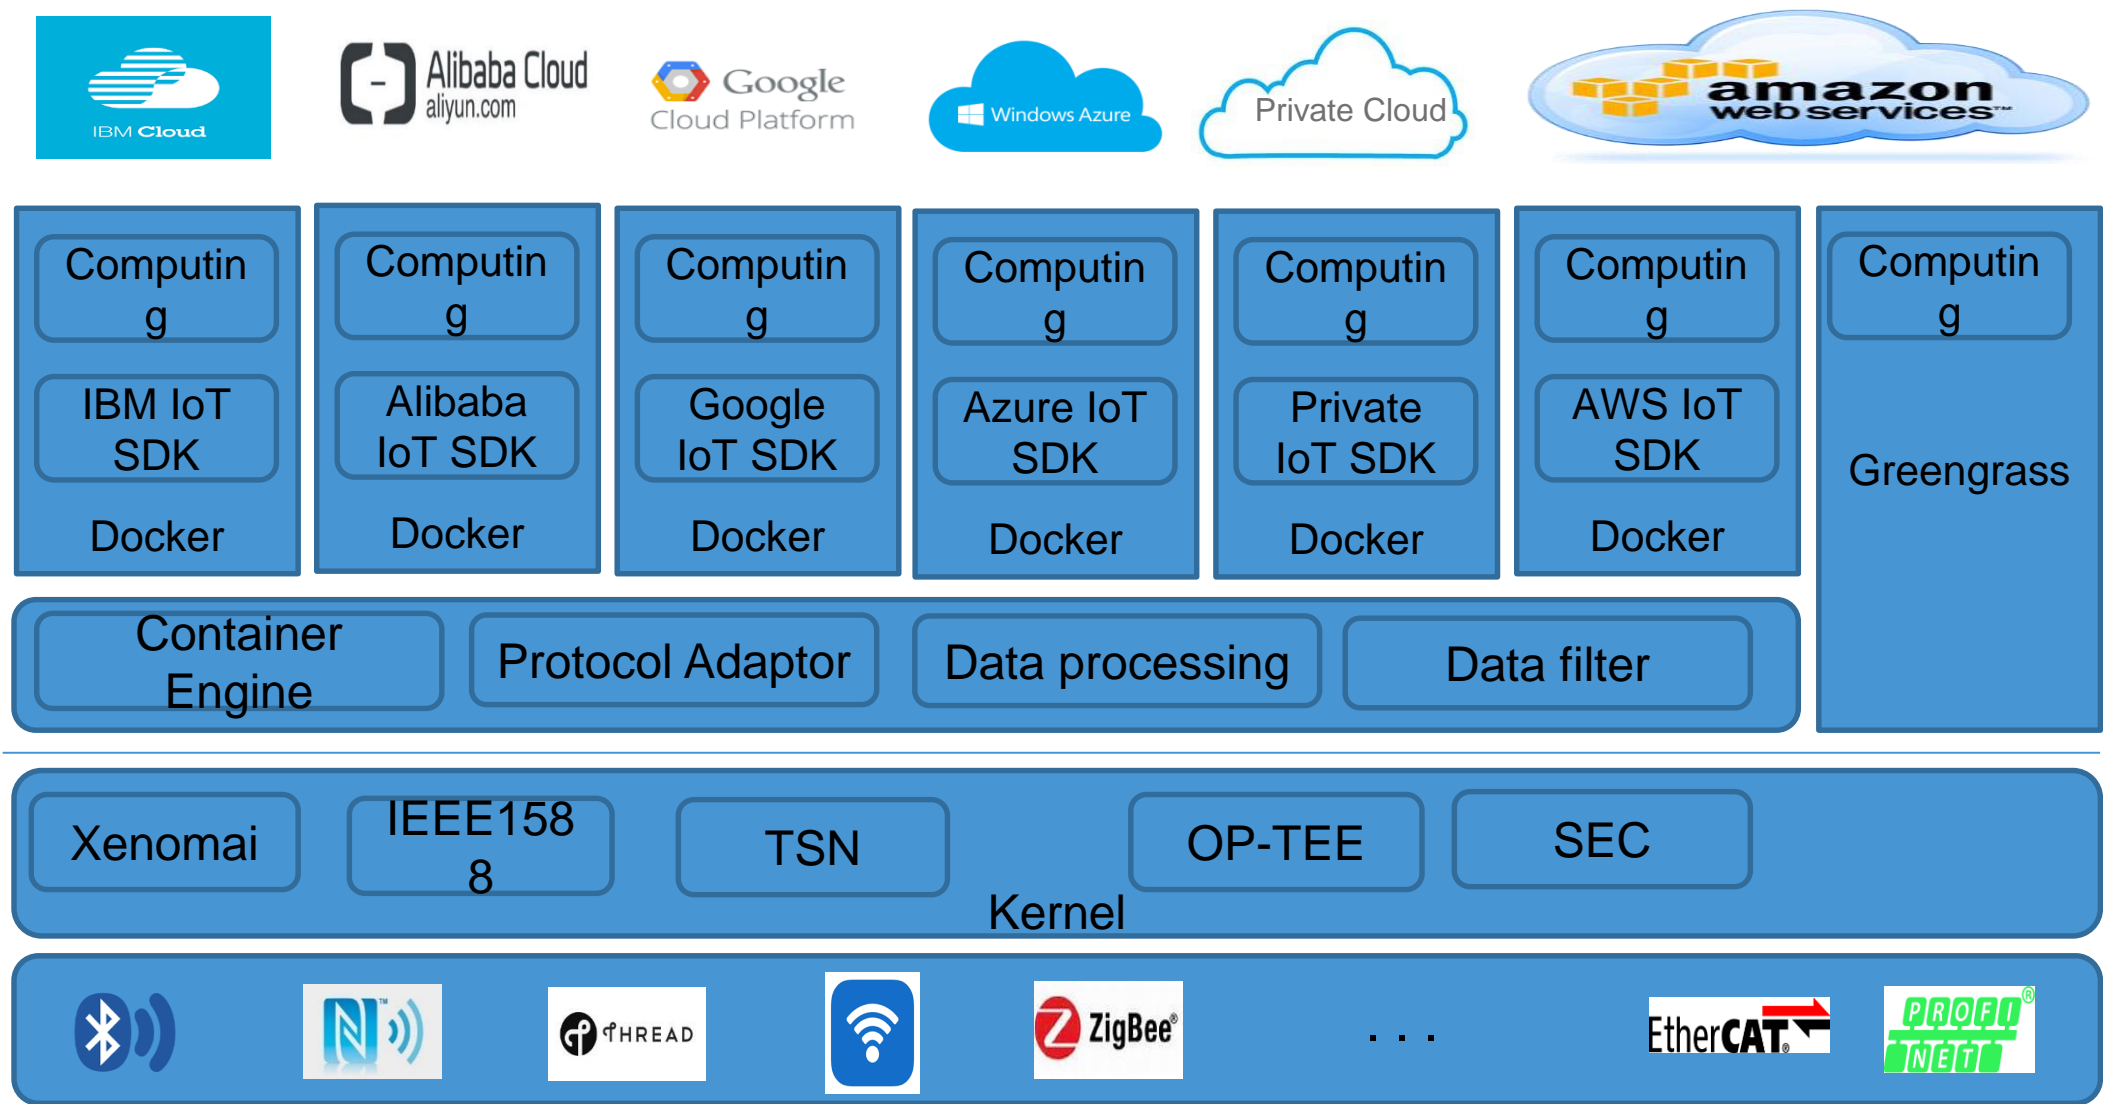 IBM Cloud
Alibaba Cloud
aliyun.com
Google
Cloud Platform
Windows Azure
Private Cloud
amazon
web services™
Computin
g
IBM IoT
SDK
Docker
Computin
g
Alibaba
IoT SDK
Docker
Computin
g
Google
IoT SDK
Docker
Computin
g
Azure IoT
SDK
Docker
Computin
g
Private
IoT SDK
Docker
Computin
g
AWS IoT
SDK
Docker
Computin
g
Greengrass
Container
Engine
Protocol Adaptor
Data processing
Data filter
Xenomai
IEEE158
8
TSN
OP-TEE
SEC
Kernel
N™
THREAD
ZigBee®
. . .
EtherCAT®
PROFI®
NET